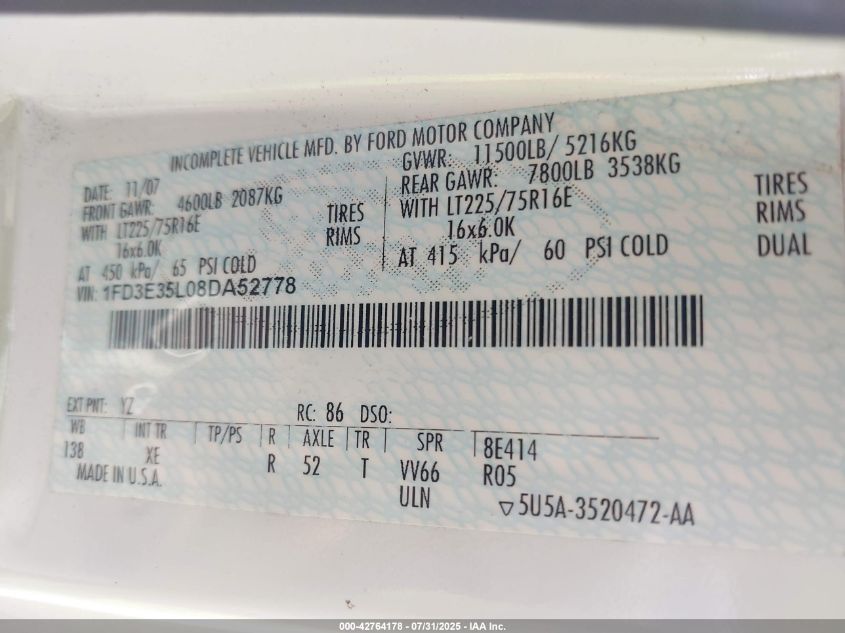 INCOMPLETE VEHICLE MFD. BY FORD MOTOR COMPANY
DATE: 11/07 GVWR: 11500LB/ 5216KG
FRONT GAWR: 4600LB 2087KG REAR GAWR: 7800LB 3538KG
WITH LT225/75R16E TIRES WITH LT225/75R16E TIRES
16x6.0K RIMS 16x6.0K RIMS
AT 450 kPa/ 65 PSI COLD AT 415 kPa/ 60 PSI COLD DUAL
VIN: 1FD3E35L08DA52778
EXT PNT: YZ RC: 86 DSO:
WB INT TR TP/PS R AXLE TR SPR 8E414
138 XE R 52 T VV66 R05
MADE IN U.S.A. ULN 5U5A-3520472-AA
000-42764178 - 07/31/2025 - IAA Inc.